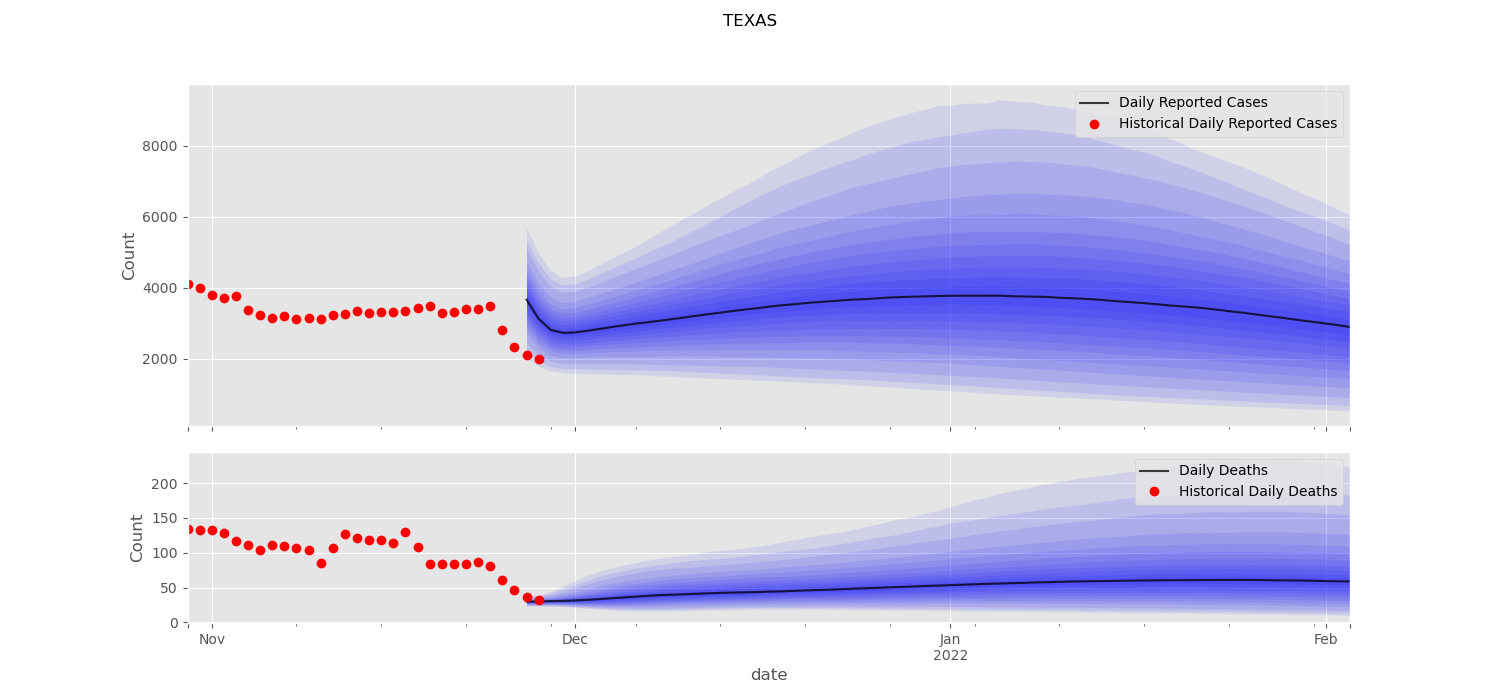 TEXAS
Daily Reported Cases
Historical Daily Reported Cases
8000
6000
4000
2000
Count
Daily Deaths
Historical Daily Deaths
200
150
100
50
0
Count
Nov
Dec
Jan
2022
Feb
date